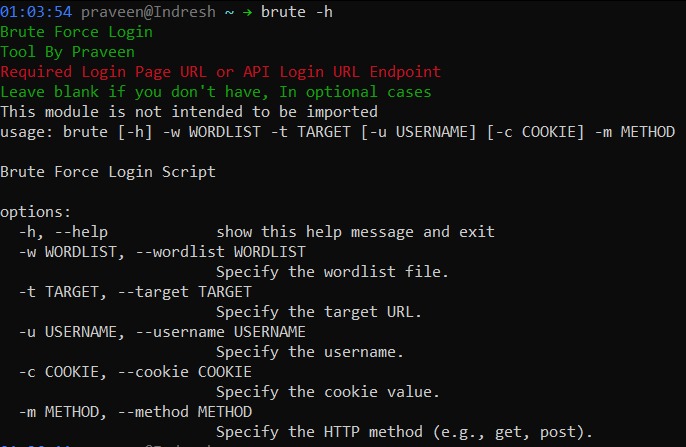 01:03:54 praveen@Indresh ~ → brute -h
Brute Force Login
Tool By Praveen
Required Login Page URL or API Login URL Endpoint
Leave blank if you don't have, In optional cases
This module is not intended to be imported
usage: brute [-h] -w WORDLIST -t TARGET [-u USERNAME] [-c COOKIE] -m METHOD
Brute Force Login Script
options:
-h, --help show this help message and exit
-w WORDLIST, --wordlist WORDLIST
Specify the wordlist file.
-t TARGET, --target TARGET
Specify the target URL.
-u USERNAME, --username USERNAME
Specify the username.
-c COOKIE, --cookie COOKIE
Specify the cookie value.
-m METHOD, --method METHOD
Specify the HTTP method (e.g., get, post).